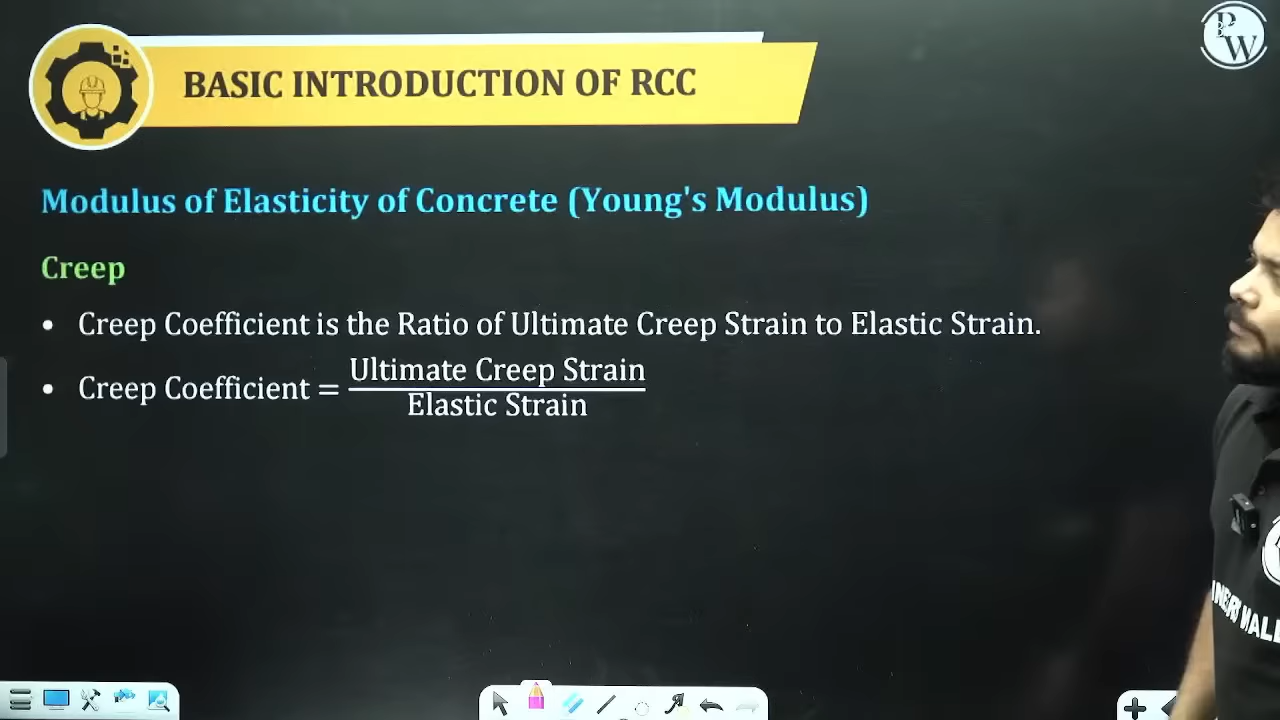 BASIC INTRODUCTION OF RCC
PW
Modulus of Elasticity of Concrete (Young's Modulus)
Creep
• Creep Coefficient is the Ratio of Ultimate Creep Strain to Elastic Strain.
• Creep Coefficient = Ultimate Creep Strain
Elastic Strain